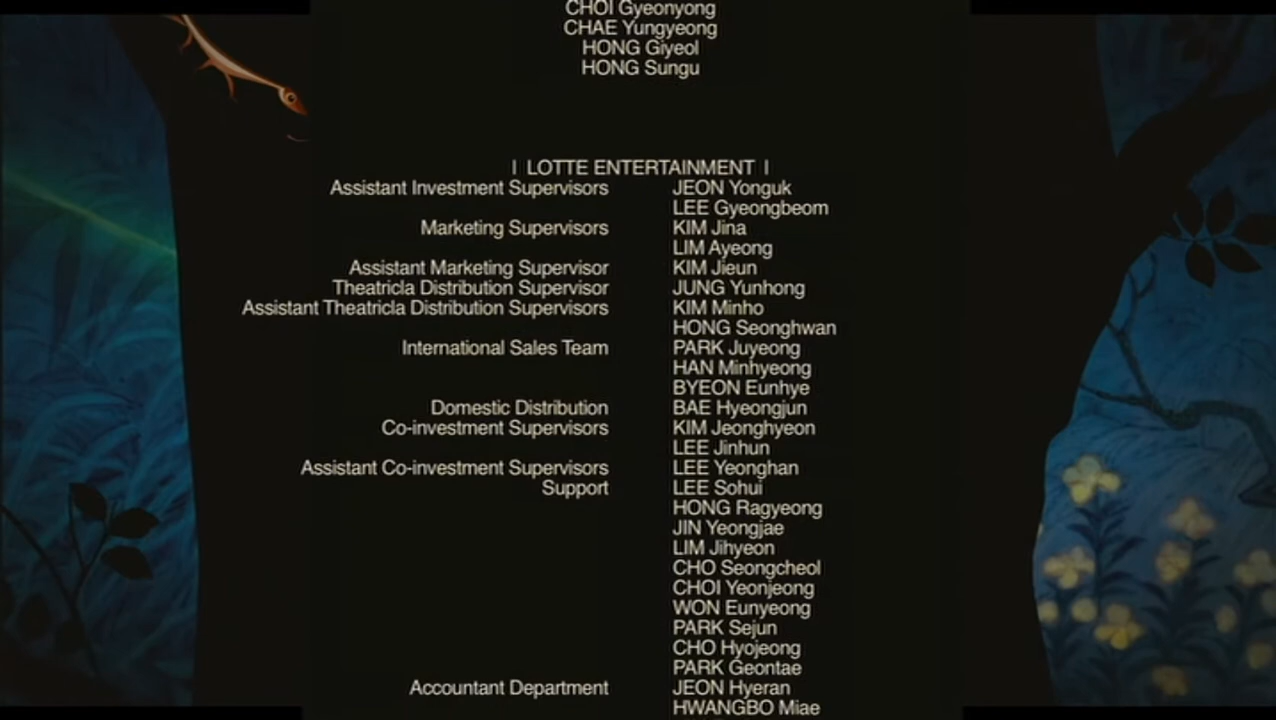 CHOI Gyeonyong
CHAE Yungyeong
HONG Giyeol
HONG Sungu
| LOTTE ENTERTAINMENT |
Assistant Investment Supervisors JEON Yonguk
LEE Gyeongbeom
Marketing Supervisors KIM Jina
LIM Ayeong
Assistant Marketing Supervisor KIM Jieun
Theatricla Distribution Supervisor JUNG Yunhong
Assistant Theatricla Distribution Supervisors KIM Minho
HONG Seonghwan
International Sales Team PARK Juyeong
HAN Minhyeong
BYEON Eunhye
Domestic Distribution BAE Hyeongjun
Co-investment Supervisors KIM Jeonghyeon
LEE Jinhun
Assistant Co-investment Supervisors LEE Yeonghan
Support LEE Sohui
HONG Ragyeong
JIN Yeongjae
LIM Jihyeon
CHO Seongcheol
CHOI Yeonjeong
WON Eunyeong
PARK Sejun
CHO Hyojeong
PARK Geontae
Accountant Department JEON Hyeran
HWANGBO Miae